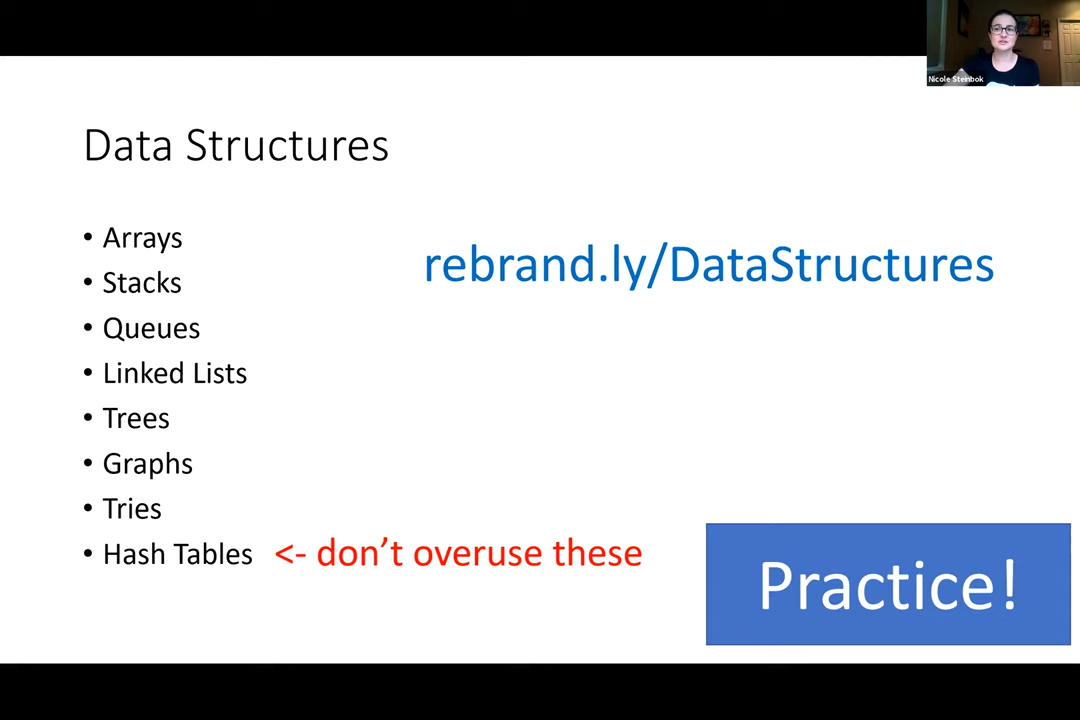 Nicole Steinbok
Data Structures
• Arrays
• Stacks
• Queues
• Linked Lists
• Trees
• Graphs
• Tries
• Hash Tables <- don’t overuse these
rebrand.ly/DataStructures
Practice!